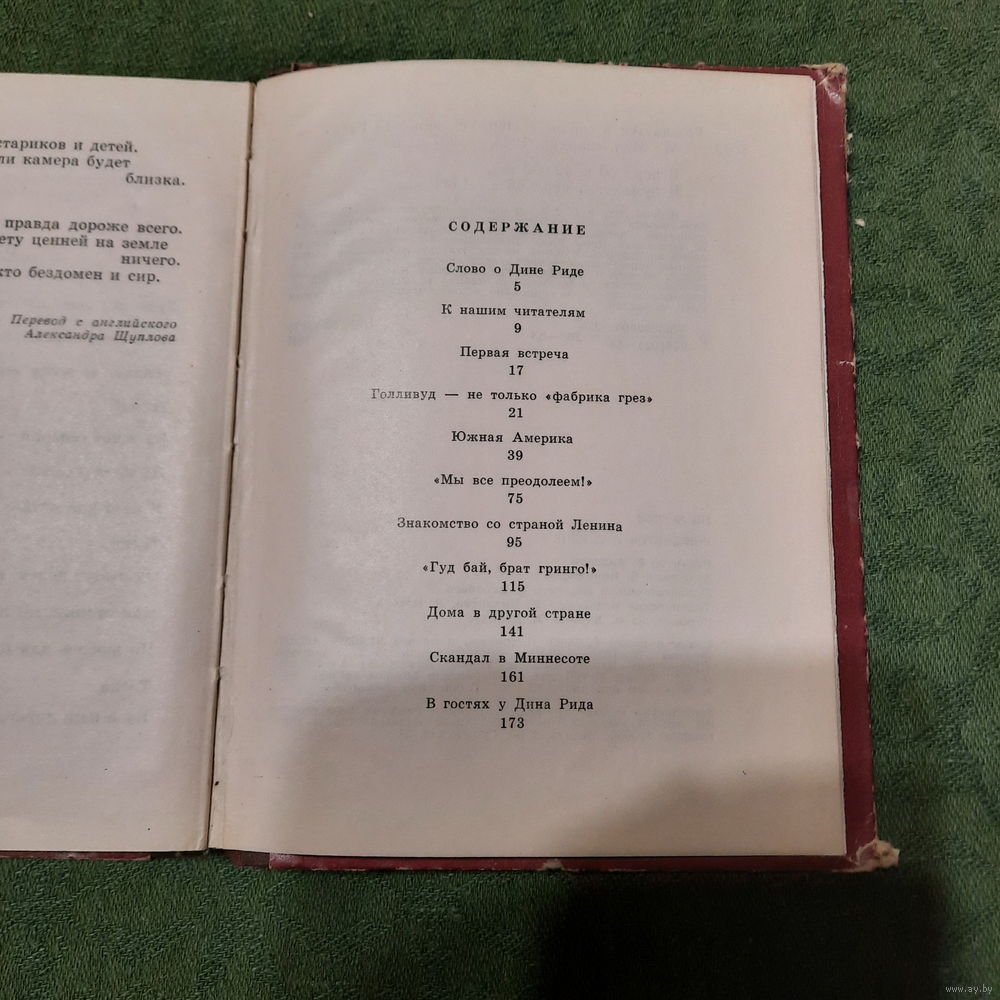 стариков и детей.
ли камера будет
близка.
правда дороже всего.
ету ценней на земле
ничего.
кто бездомен и сир.
Перевод с английского
Александра Щуплова
СОДЕРЖАНИЕ
Слово о Дине Риде
5
К нашим читателям
9
Первая встреча
17
Голливуд — не только «фабрика грез»
21
Южная Америка
39
«Мы все преодолеем!»
75
Знакомство со страной Ленина
95
«Гуд бай, брат гринго!»
115
Дома в другой стране
141
Скандал в Миннесоте
161
В гостях у Дина Рида
173
www.ay.by